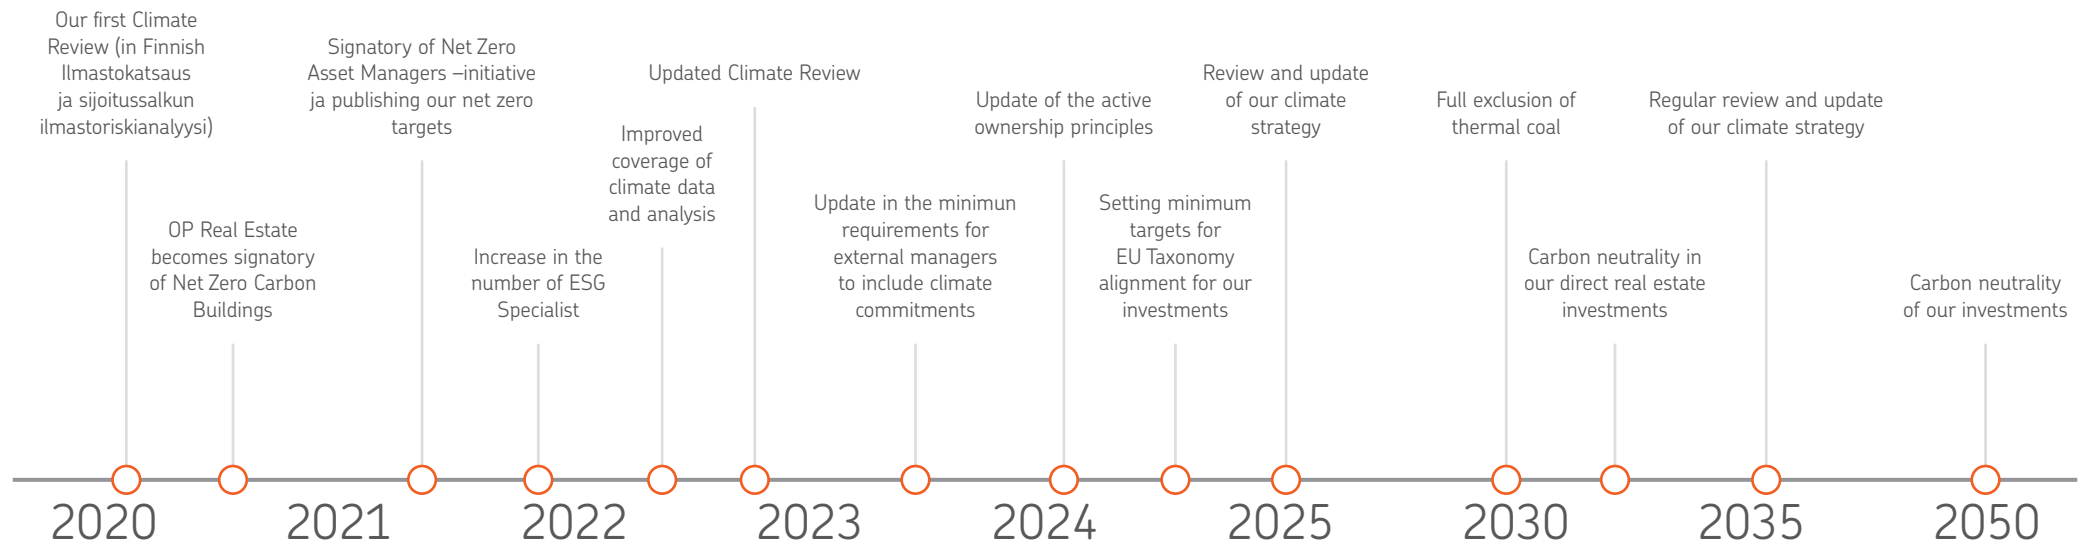 Our first Climate
Review (in Finnish
Ilmastokatsaus
ja sijoitussalkun
ilmastoriskianalyysi)
OP Real Estate
becomes signatory
of Net Zero Carbon
Buildings
Signatory of Net Zero
Asset Managers –initiative
ja publishing our net zero
targets
Increase in the
number of ESG
Specialist
Improved
coverage of
climate data
and analysis
Updated Climate Review
Update in the minimun
requirements for
external managers
to include climate
commitments
Update of the active
ownership principles
Setting minimum
targets for
EU Taxonomy
alignment for our
investments
Review and update
of our climate
strategy
Full exclusion of
thermal coal
Carbon neutrality in
our direct real estate
investments
Regular review and update
of our climate strategy
Carbon neutrality
of our investments
2020 2021 2022 2023 2024 2025 2030 2035 2050